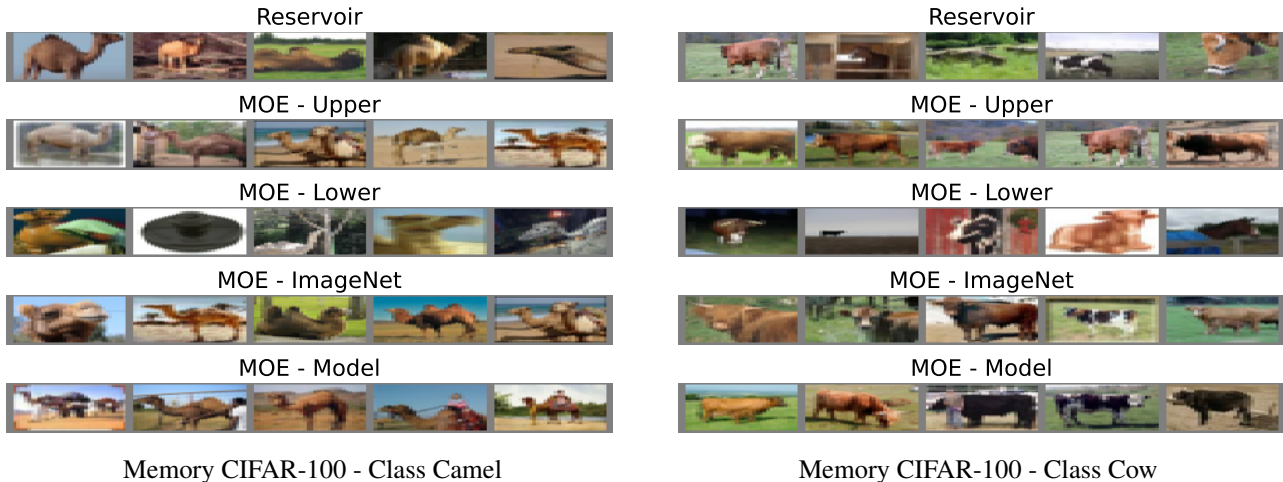 Reservoir
MOE - Upper
MOE - Lower
MOE - ImageNet
MOE - Model
Memory CIFAR-100 - Class Camel
Reservoir
MOE - Upper
MOE - Lower
MOE - ImageNet
MOE - Model
Memory CIFAR-100 - Class Cow